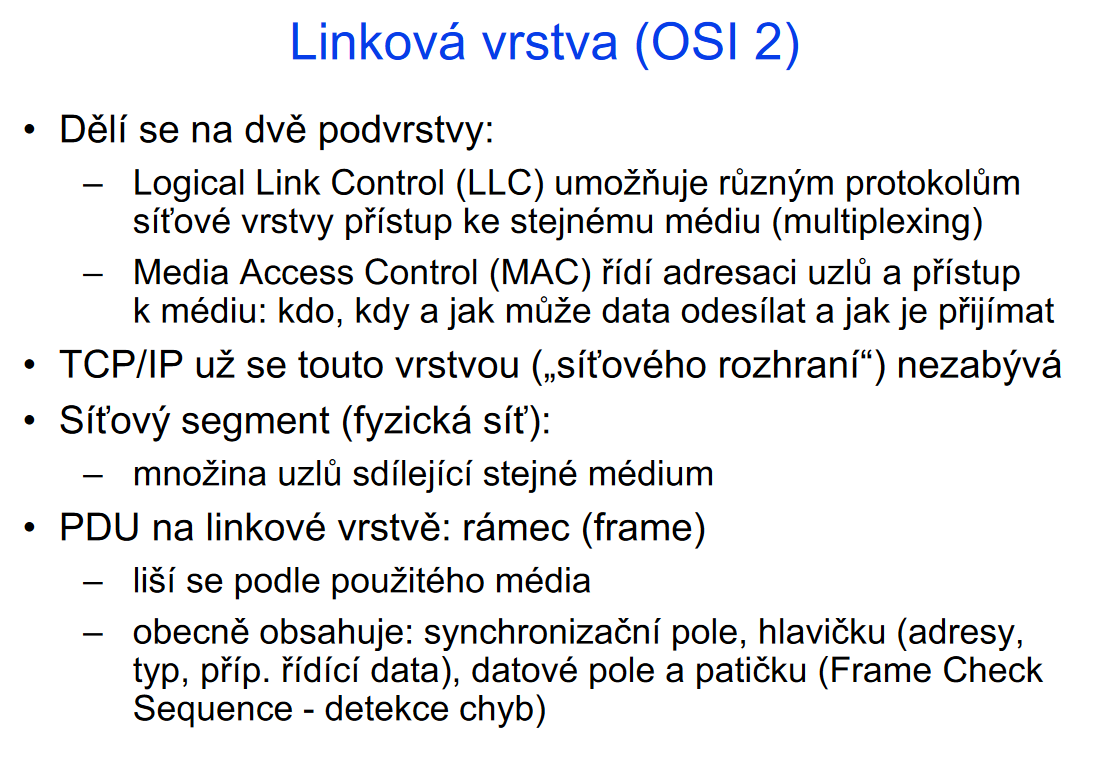 Linková vrstva (OSI 2)
• Dělí se na dvě podvrstvy:
– Logical Link Control (LLC) umožňuje různým protokolům
síťové vrstvy přístup ke stejnému médiu (multiplexing)
– Media Access Control (MAC) řídí adresaci uzlů a přístup
k médiu: kdo, kdy a jak může data odesílat a jak je přijímat
• TCP/IP už se touto vrstvou („síťového rozhraní“) nezabývá
• Síťový segment (fyzická síť):
– množina uzlů sdílející stejné médium
• PDU na linkové vrstvě: rámec (frame)
– liší se podle použitého média
– obecně obsahuje: synchronizační pole, hlavičku (adresy,
typ, příp. řídící data), datové pole a patičku (Frame Check
Sequence - detekce chyb)